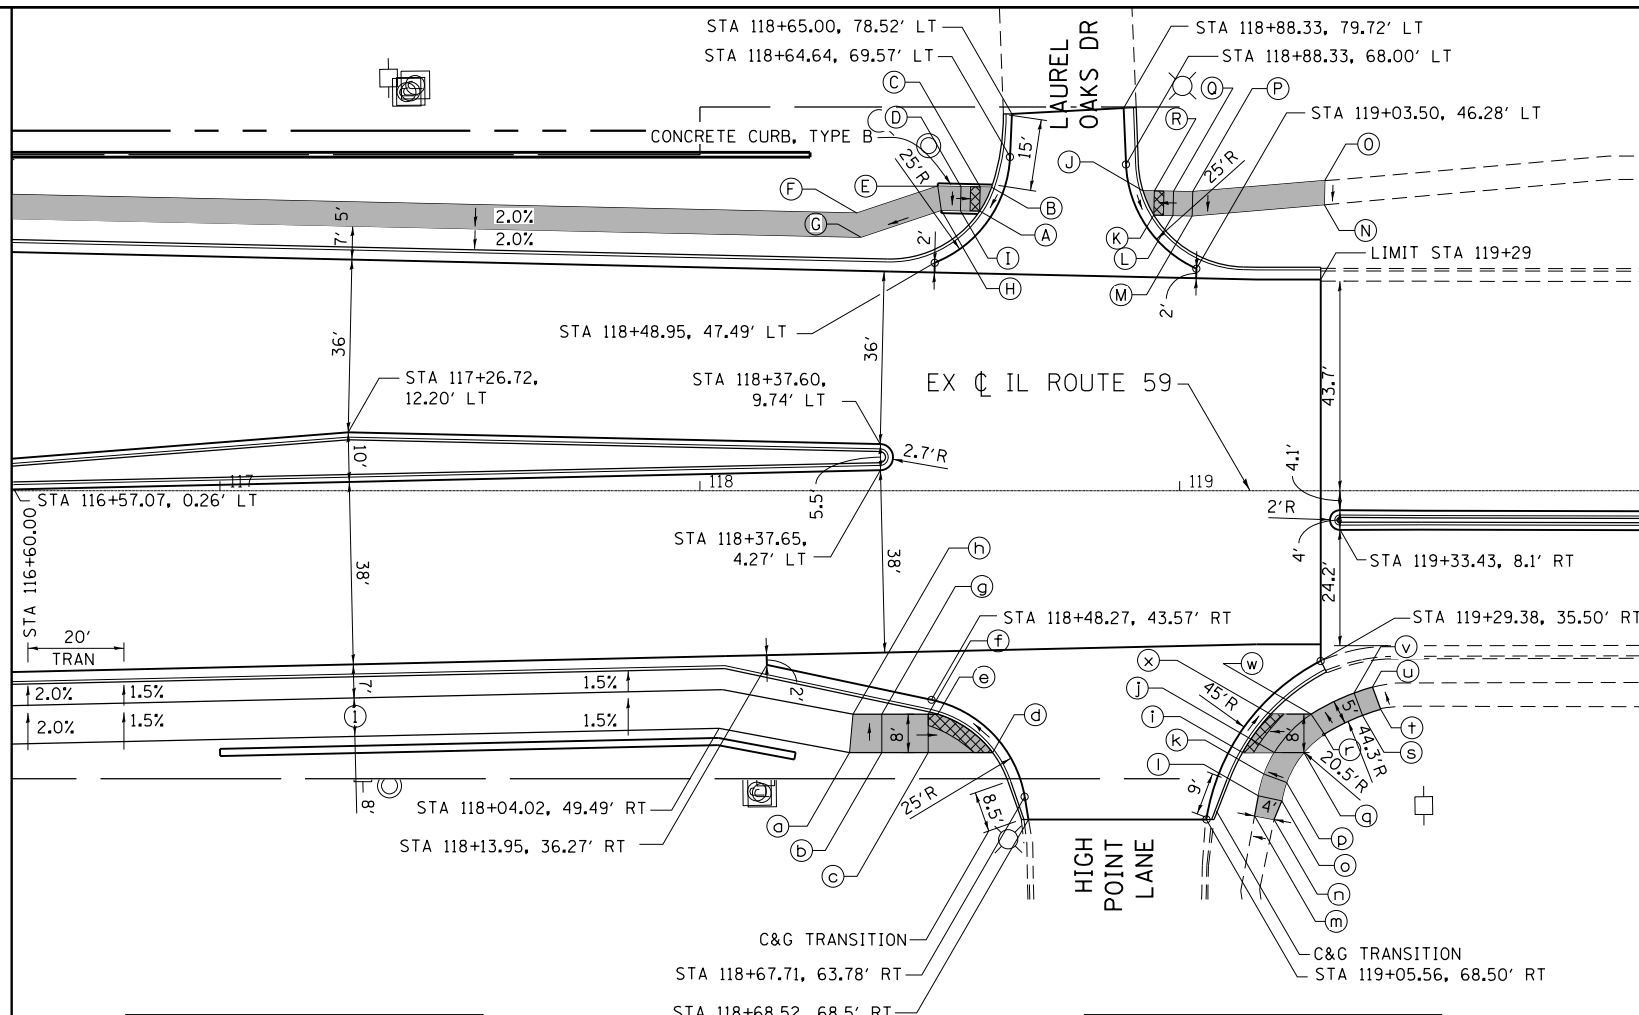 STA 118+65.00, 78.52' LT
STA 118+64.64, 69.57' LT
LAUREL
OAKS DR
STA 118+88.33, 79.72' LT
STA 118+88.33, 68.00' LT
STA 119+03.50, 46.28' LT
C
D
CONCRETE CURB, TYPE B
25'R
15'
Q
P
R
J
25'R
O
E
F
G
B
A
I
H
K
L
M
N
5'
7'
2.0%
2.0%
2'
2'
LIMIT STA 119+29
STA 118+48.95, 47.49' LT
36'
36'
STA 117+26.72,
12.20' LT
STA 118+37.60,
9.74' LT
EX ℄ IL ROUTE 59
43.7'
10'
2.7'R
4.1'
117
118
119
STA 116+57.07, 0.26' LT
5.5'
2'R
4'
STA 116+60.00
STA 118+37.65,
4.27' LT
STA 119+33.43, 8.1' RT
38'
38'
24.2'
h
g
STA 118+48.27, 43.57' RT
STA 119+29.38, 35.50' RT
20'
TRAN
f
e
d
x
w
v
u
2.0%
1.5%
7'
1.5%
2'
2.0%
1.5%
1
1.5%
8'
8'
45'R
j
i
k
l
8'
5'
t
r
s
44.3'R
20.5'R
9'
4'
q
p
o
n
m
STA 118+04.02, 49.49' RT
STA 118+13.95, 36.27' RT
a
b
c
25'R
8.5'
HIGH
POINT
LANE
C&G TRANSITION
STA 118+67.71, 63.78' RT
STA 118+68.52, 68.5' RT
C&G TRANSITION
STA 119+05.56, 68.50' RT